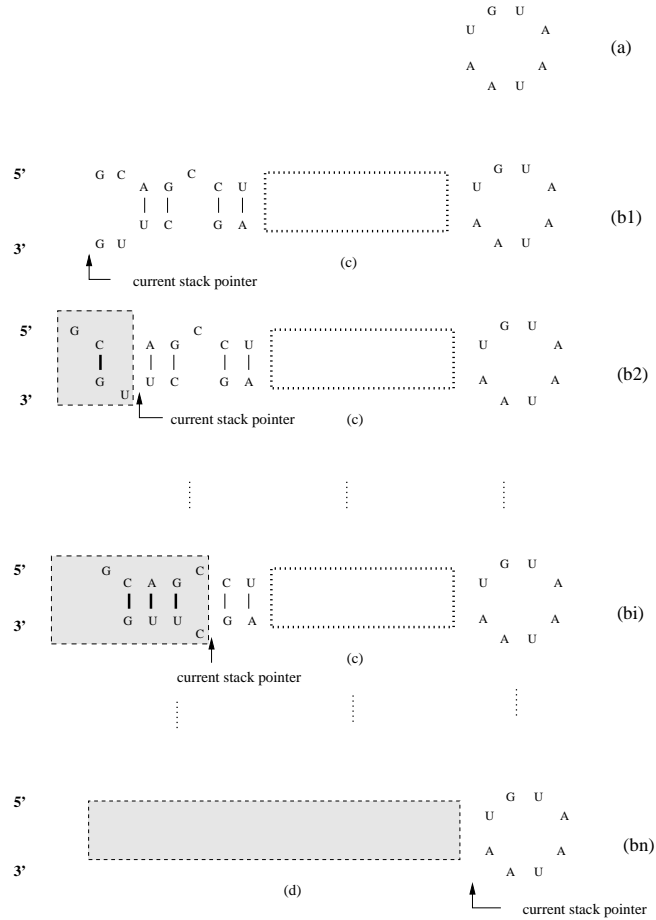 G U
U A
(a)
A A
A U
5' G C A G C C U G U
U A
(b1)
U C G A A A
3' G U A U
(c)
current stack pointer
5' G C A G C C U G U
U A
(b2)
G U U C G A A A
3' A U
current stack pointer (c)
5' G C A G C C U G U
U A
(bi)
3' G U U C G A A A
A U
(c)
current stack pointer
5' G U
U A
(bn)
A A
3' A U
(d)
current stack pointer